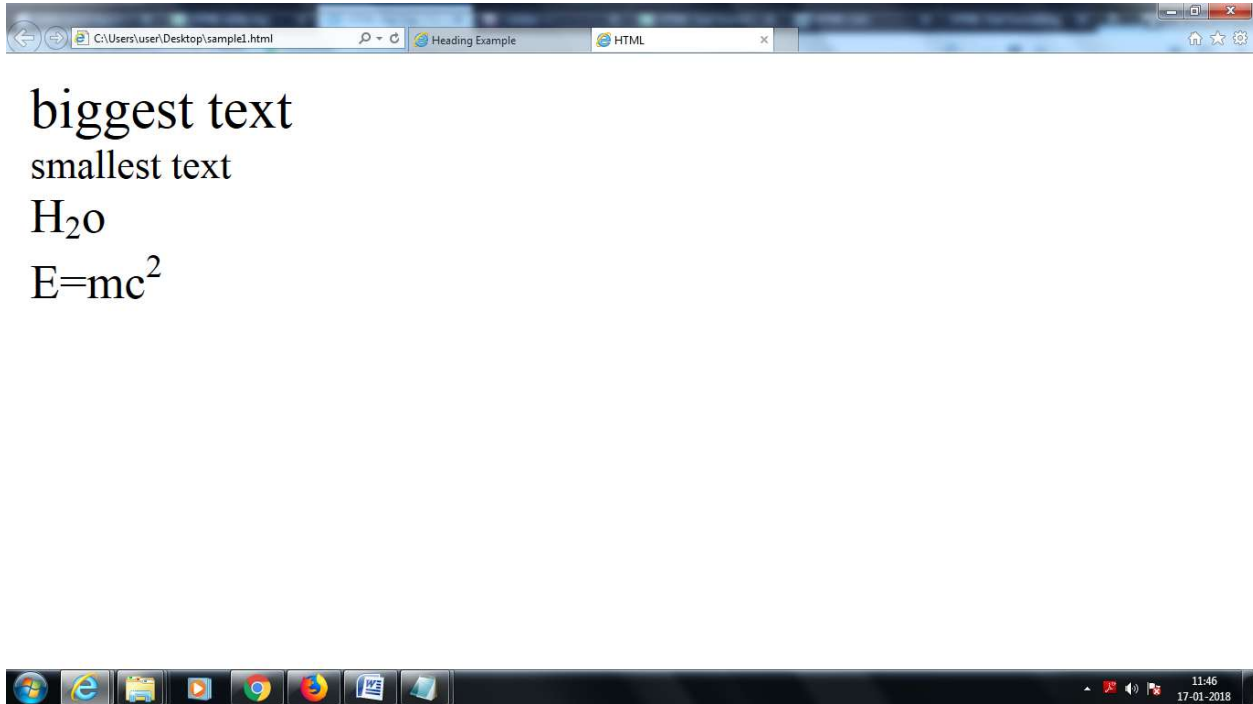 C:\Users\user\Desktop\sample1.html
Heading Example
HTML
biggest text
smallest text
H₂o
E=mc²
11:46
17-01-2018